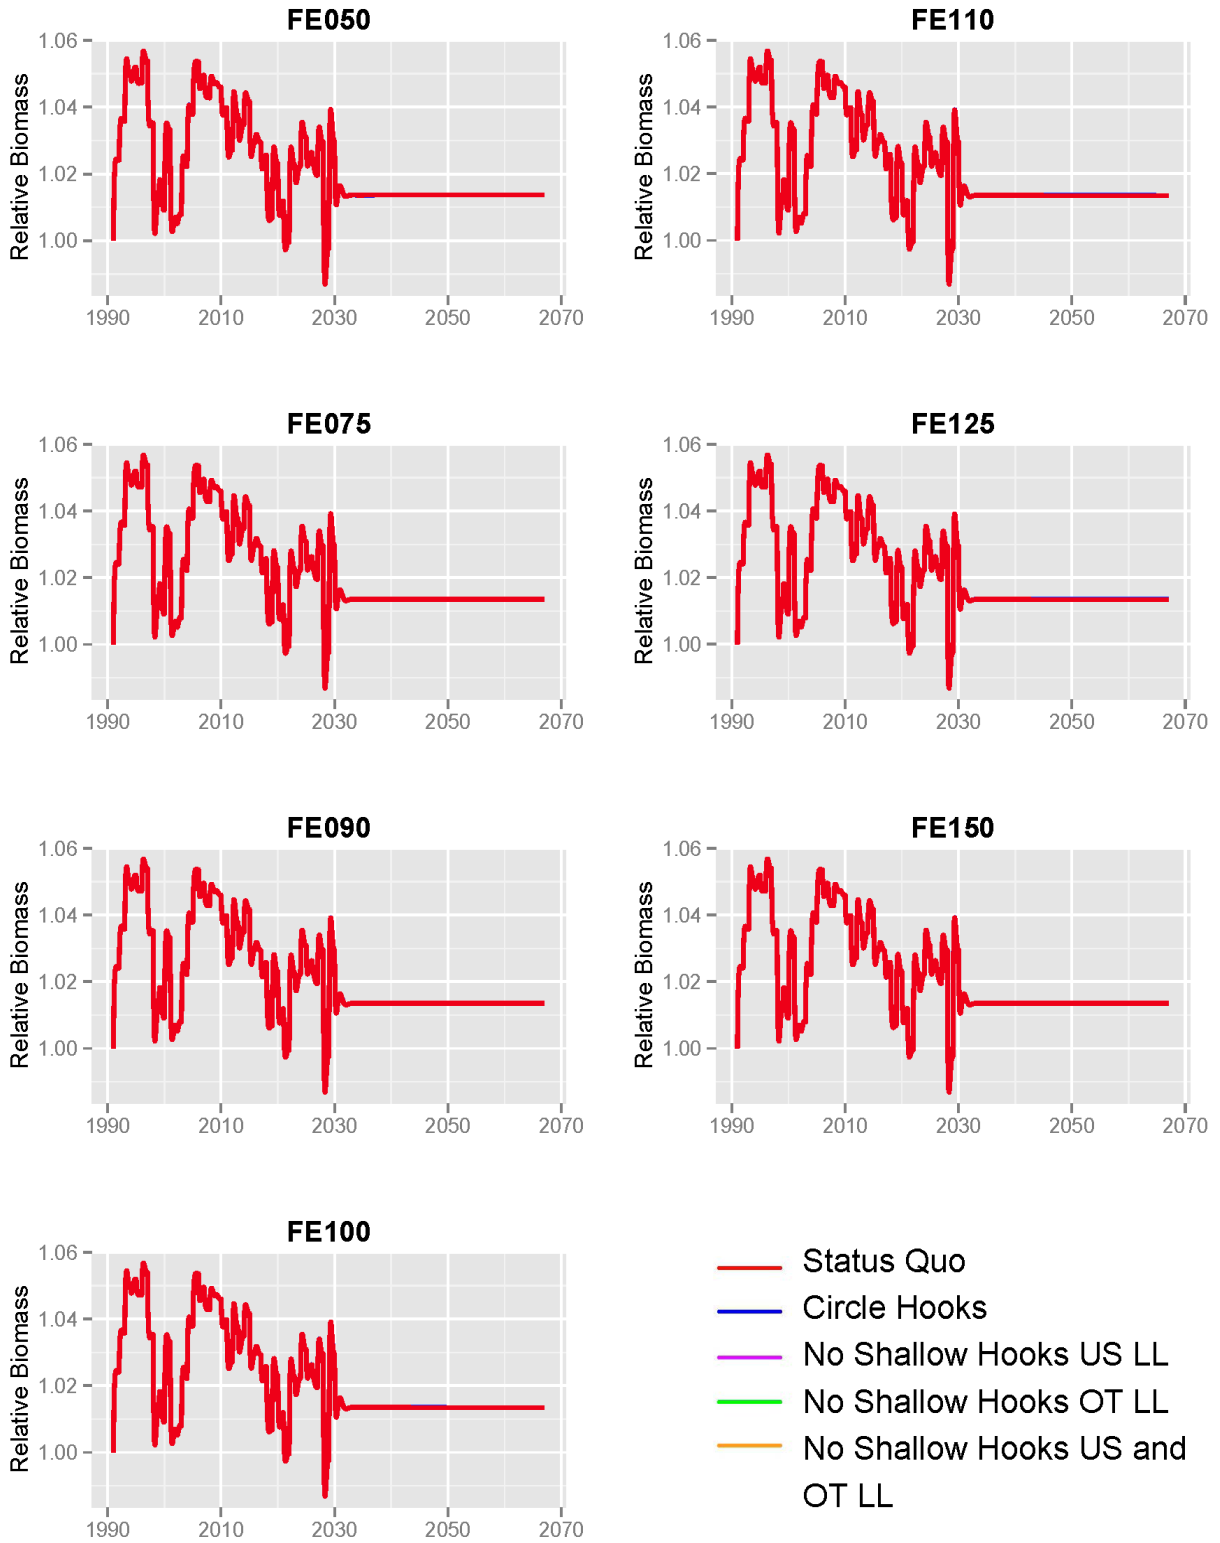 FE050
1.06
1.04
1.02
1.00
Relative Biomass
1990 2010 2030 2050 2070
FE110
1.06
1.04
1.02
1.00
Relative Biomass
1990 2010 2030 2050 2070
FE075
1.06
1.04
1.02
1.00
Relative Biomass
1990 2010 2030 2050 2070
FE125
1.06
1.04
1.02
1.00
Relative Biomass
1990 2010 2030 2050 2070
FE090
1.06
1.04
1.02
1.00
Relative Biomass
1990 2010 2030 2050 2070
FE150
1.06
1.04
1.02
1.00
Relative Biomass
1990 2010 2030 2050 2070
FE100
1.06
1.04
1.02
1.00
Relative Biomass
1990 2010 2030 2050 2070
Status Quo
Circle Hooks
No Shallow Hooks US LL
No Shallow Hooks OT LL
No Shallow Hooks US and
OT LL